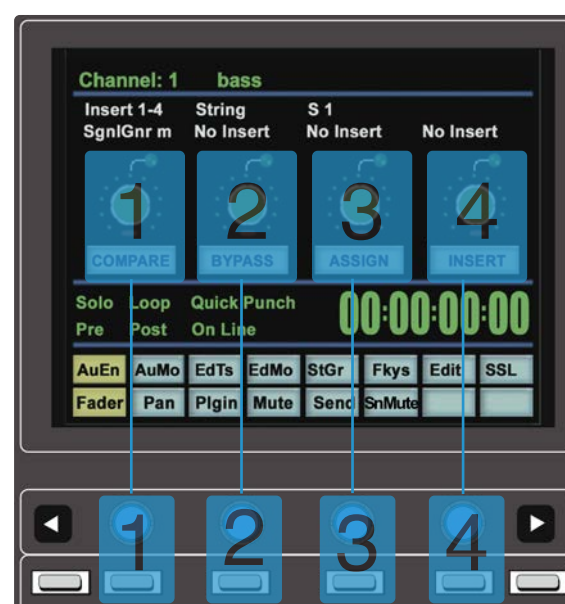 Channel: 1 bass
Insert 1-4 String S 1
SgnlGnr m No Insert No Insert No Insert
1 2 3 4
COMPARE BYPASS ASSIGN INSERT
Solo Loop Quick Punch
Pre Post On Line
00:00:00:00
AuEn AuMo EdTs EdMo StGr Fkys Edit SSL
Fader Pan Plgin Mute Send SnMute
1 2 3 4